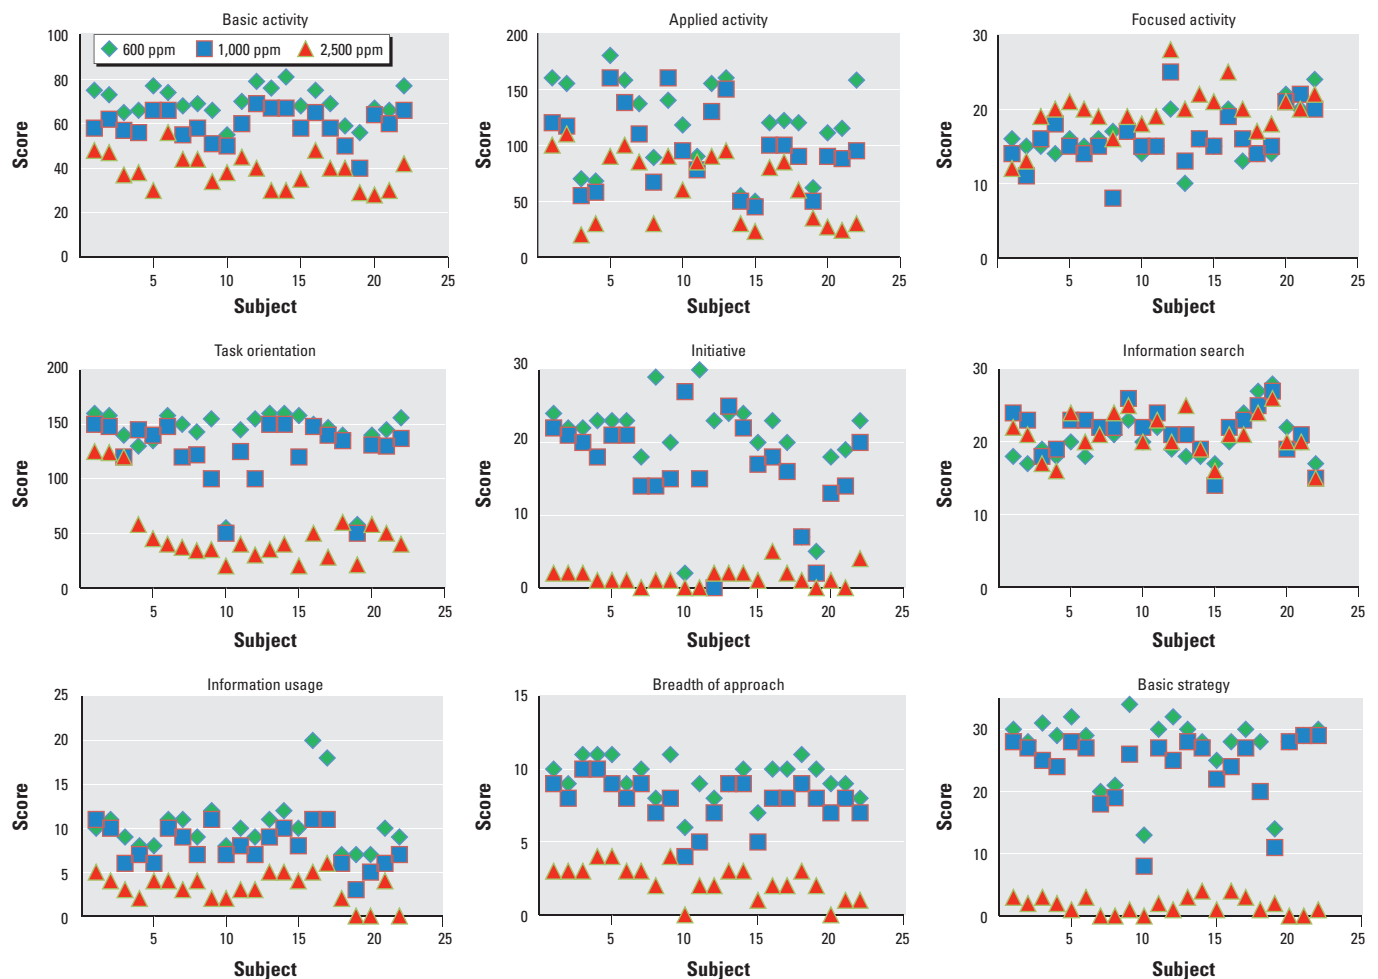 Basic activity
Applied activity
Focused activity
600 ppm 1,000 ppm 2,500 ppm
100
80
60
40
20
0
Score
5 10 15 20 25
Subject
200
150
100
50
0
Score
5 10 15 20 25
Subject
30
20
10
0
Score
5 10 15 20 25
Subject
Task orientation
Initiative
Information search
200
150
100
50
0
Score
5 10 15 20 25
Subject
30
20
10
0
Score
5 10 15 20 25
Subject
30
20
10
0
Score
5 10 15 20 25
Subject
Information usage
Breadth of approach
Basic strategy
25
20
15
10
5
0
Score
5 10 15 20 25
Subject
15
10
5
0
Score
5 10 15 20 25
Subject
30
20
10
0
Score
5 10 15 20 25
Subject